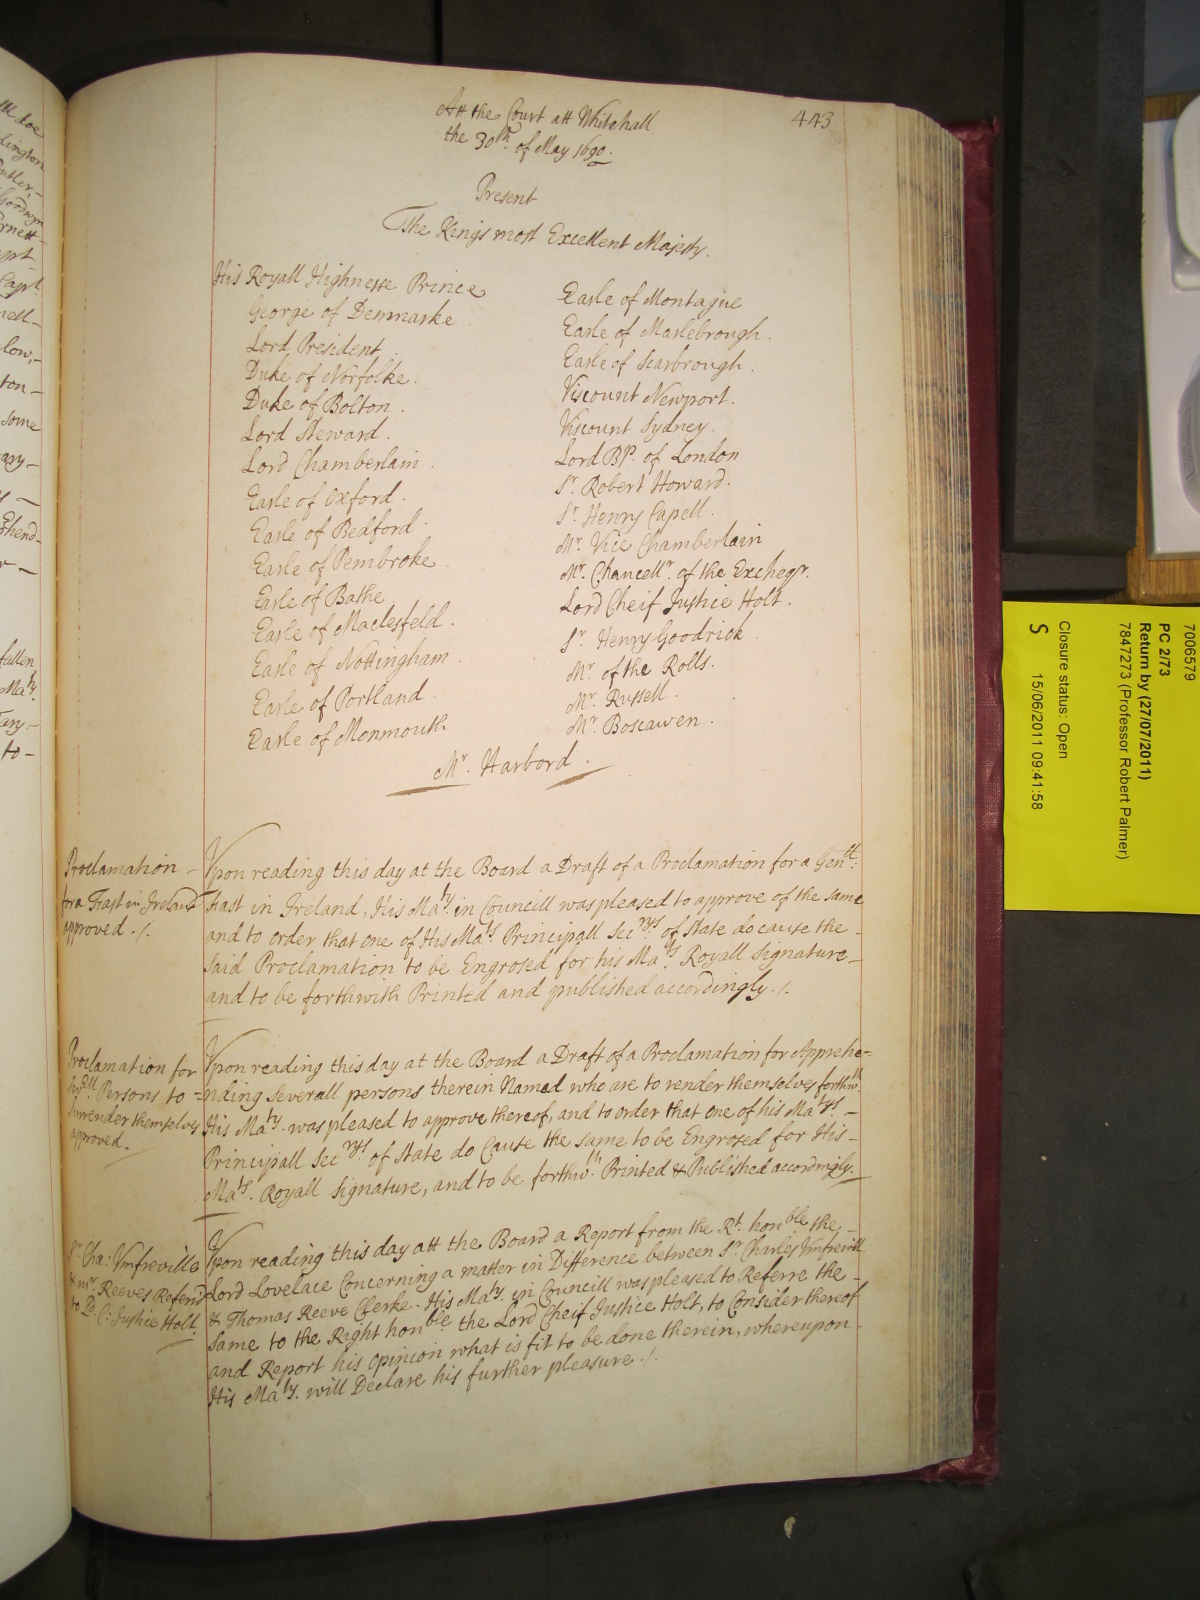 443
Att the Court att Whitehall
the 30th. of May 1690.
Present
The Kings most Excellent Majesty.
His Royall Highnesse Prince
George of Denmarke
Lord President.
Duke of Norfolke.
Duke of Bolton.
Lord Steward.
Lord Chamberlain.
Earle of Oxford.
Earle of Bedford.
Earle of Pembroke.
Earle of Bathe
Earle of Maclesfeld.
Earle of Nottingham.
Earle of Portland
Earle of Monmouth
Earle of Montague
Earle of Marlebrough.
Earle of Scarbrough.
Viscount Newport.
Viscount Sydney.
Lord BP. of London
Sr. Robert Howard.
Sr. Henry Capell.
Mr. Vice Chamberlain
Mr. Chancellr. of the Excheqr.
Lord Cheif Justice Holt.
Sr. Henry Goodrick
Mr. of the Rolls.
Mr. Russell.
Mr. Boscawen.
Mr. Harbord.
Proclamation
for a Fast in Ireland
approved. /.
Vpon reading this day at the Board a Draft of a Proclamation for a Genll.
Fast in Ireland, His Maty. in Councill was pleased to approve of the same
and to order that one of His Mats. Principall Secrys. of State do cause the
said Proclamation to be Engrosed for his Mats. Royall Signature
and to be forthwith Printed and published accordingly. /.
Proclamation for
Sevll. Persons to
Surrender themselves
approved.
Vpon reading this day at the Board a Draft of a Proclamation for Apprehe=
=nding Severall persons therein Named who are to render themselves forthwth.
His Maty. was pleased to approve thereof, and to order that one of his Matys.
Principall Secrys. of State do Cause the same to be Engrosed for His
Mats. Royall Signature, and to be forthwth. Printed & Published accordingly.
Sr. Cha: Vmfreville
& mr. Reeves Referd
to Ld. C: Justice Holt.
Vpon reading this day att the Board a Report from the Rt. honble the
Lord Lovelace Concerning a matter in Difference between Sr. Charles Vmfrevill
& Thomas Reeve Clerke. His Maty. in Councill was pleased to Referre the
same to the Right honble. the Lord Cheif Justice Holt, to Consider thereof
and Report his opinion what is fit to be done therein, whereupon
His Maty. will Declare his further pleasure. /.
7006579
PC 2/73
Return by (27/07/2011)
7847273 (Professor Robert Palmer)
Closure status: Open
S 15/06/2011 09:41:58